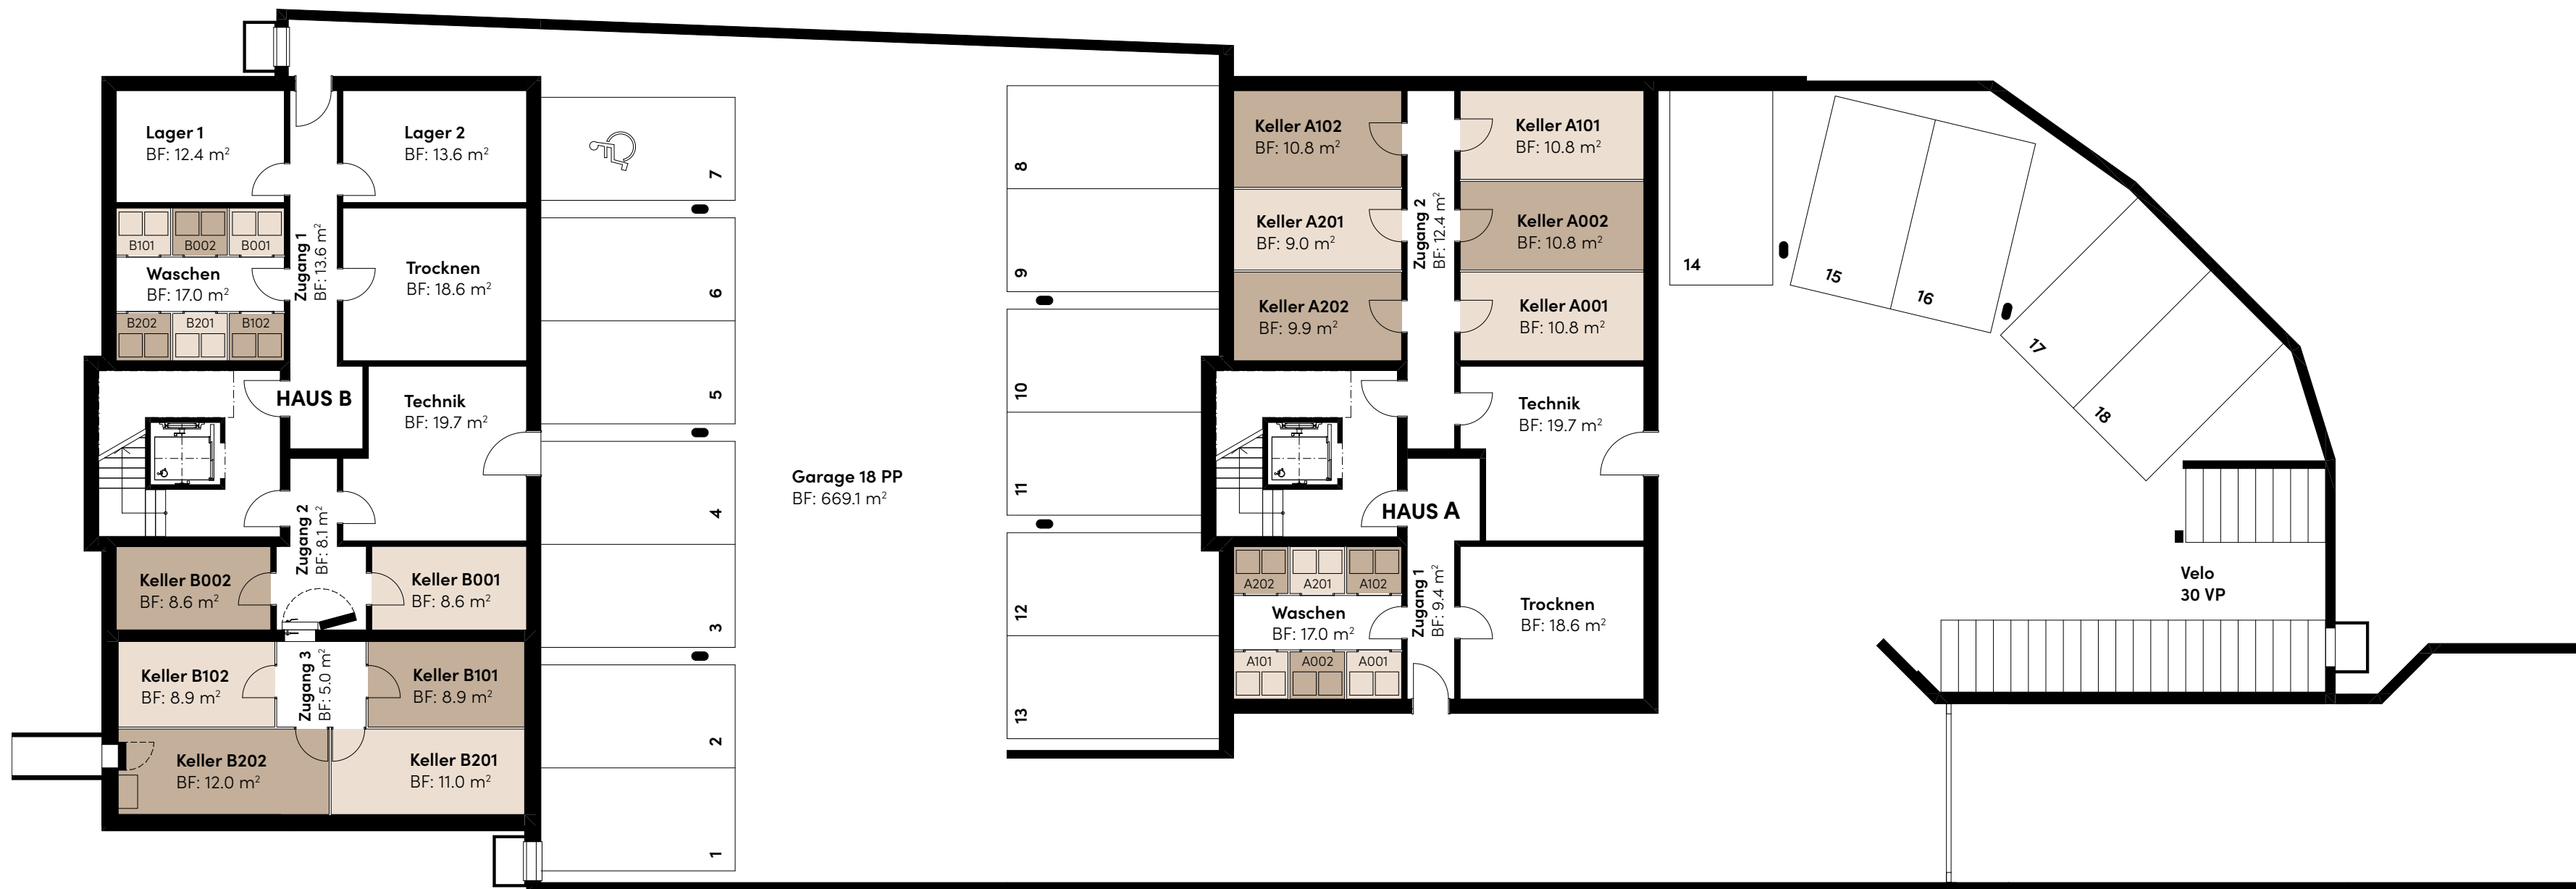 Lager 1
BF: 12.4 m²
Lager 2
BF: 13.6 m²
B101
B002
B001
Waschen
BF: 17.0 m²
B202
B201
B102
Zugang 1
BF: 13.6 m²
Trocknen
BF: 18.6 m²
HAUS B
Technik
BF: 19.7 m²
Zugang 2
BF: 8.1 m²
Keller B002
BF: 8.6 m²
Keller B001
BF: 8.6 m²
Keller B102
BF: 8.9 m²
Zugang 3
BF: 5.0 m²
Keller B101
BF: 8.9 m²
Keller B202
BF: 12.0 m²
Keller B201
BF: 11.0 m²
7
6
5
4
3
2
1
Garage 18 PP
BF: 669.1 m²
8
9
10
11
12
13
Keller A102
BF: 10.8 m²
Keller A101
BF: 10.8 m²
Keller A201
BF: 9.0 m²
Zugang 2
BF: 12.4 m²
Keller A002
BF: 10.8 m²
Keller A202
BF: 9.9 m²
Keller A001
BF: 10.8 m²
Technik
BF: 19.7 m²
HAUS A
A202
A201
A102
Waschen
BF: 17.0 m²
A101
A002
A001
Zugang 1
BF: 9.4 m²
Trocknen
BF: 18.6 m²
14
15
16
17
18
Velo
30 VP